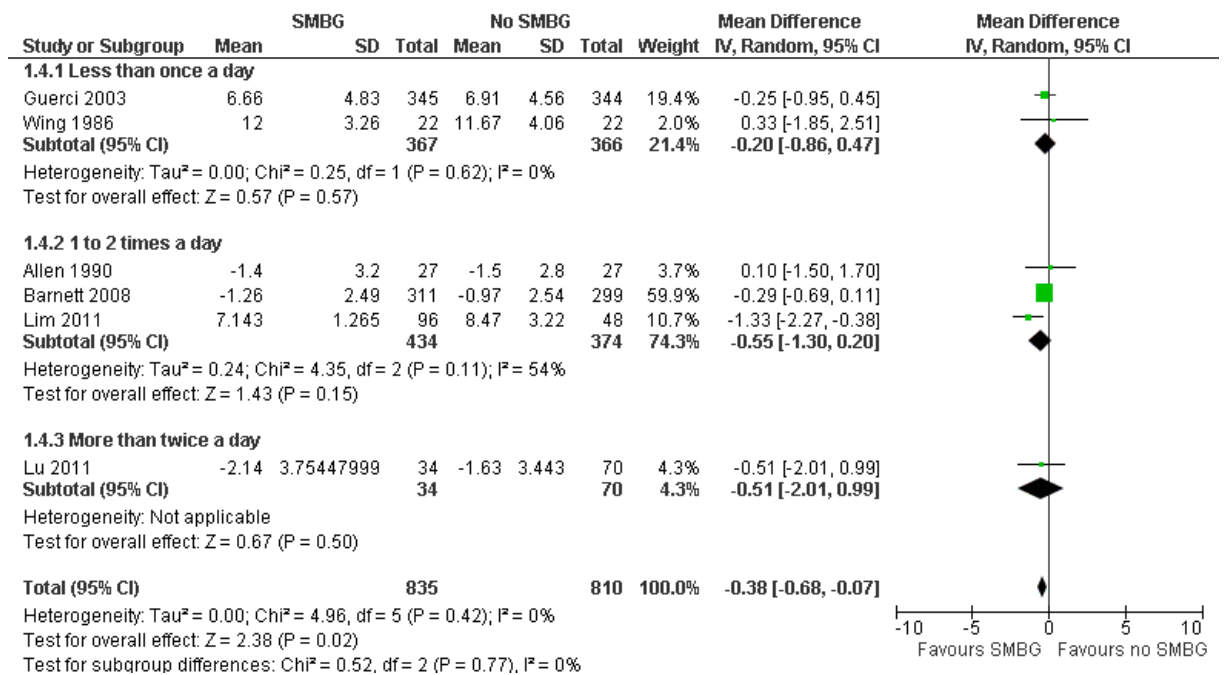 SMBG No SMBG Mean Difference Mean Difference
Study or Subgroup Mean SD Total Mean SD Total Weight IV, Random, 95% CI IV, Random, 95% CI
1.4.1 Less than once a day
Guerci 2003 6.66 4.83 345 6.91 4.56 344 19.4% -0.25 [-0.95, 0.45]
Wing 1986 12 3.26 22 11.67 4.06 22 2.0% 0.33 [-1.85, 2.51]
Subtotal (95% CI) 367 366 21.4% -0.20 [-0.86, 0.47]
Heterogeneity: Tau² = 0.00; Chi² = 0.25, df = 1 (P = 0.62); I² = 0%
Test for overall effect: Z = 0.57 (P = 0.57)
1.4.2 1 to 2 times a day
Allen 1990 -1.4 3.2 27 -1.5 2.8 27 3.7% 0.10 [-1.50, 1.70]
Barnett 2008 -1.26 2.49 311 -0.97 2.54 299 59.9% -0.29 [-0.69, 0.11]
Lim 2011 7.143 1.265 96 8.47 3.22 48 10.7% -1.33 [-2.27, -0.38]
Subtotal (95% CI) 434 374 74.3% -0.55 [-1.30, 0.20]
Heterogeneity: Tau² = 0.24; Chi² = 4.35, df = 2 (P = 0.11); I² = 54%
Test for overall effect: Z = 1.43 (P = 0.15)
1.4.3 More than twice a day
Lu 2011 -2.14 3.75447999 34 -1.63 3.443 70 4.3% -0.51 [-2.01, 0.99]
Subtotal (95% CI) 34 70 4.3% -0.51 [-2.01, 0.99]
Heterogeneity: Not applicable
Test for overall effect: Z = 0.67 (P = 0.50)
Total (95% CI) 835 810 100.0% -0.38 [-0.68, -0.07]
Heterogeneity: Tau² = 0.00; Chi² = 4.96, df = 5 (P = 0.42); I² = 0%
Test for overall effect: Z = 2.38 (P = 0.02)
Test for subgroup differences: Chi² = 0.52, df = 2 (P = 0.77), I² = 0%
-10 -5 0 5 10
Favours SMBG Favours no SMBG